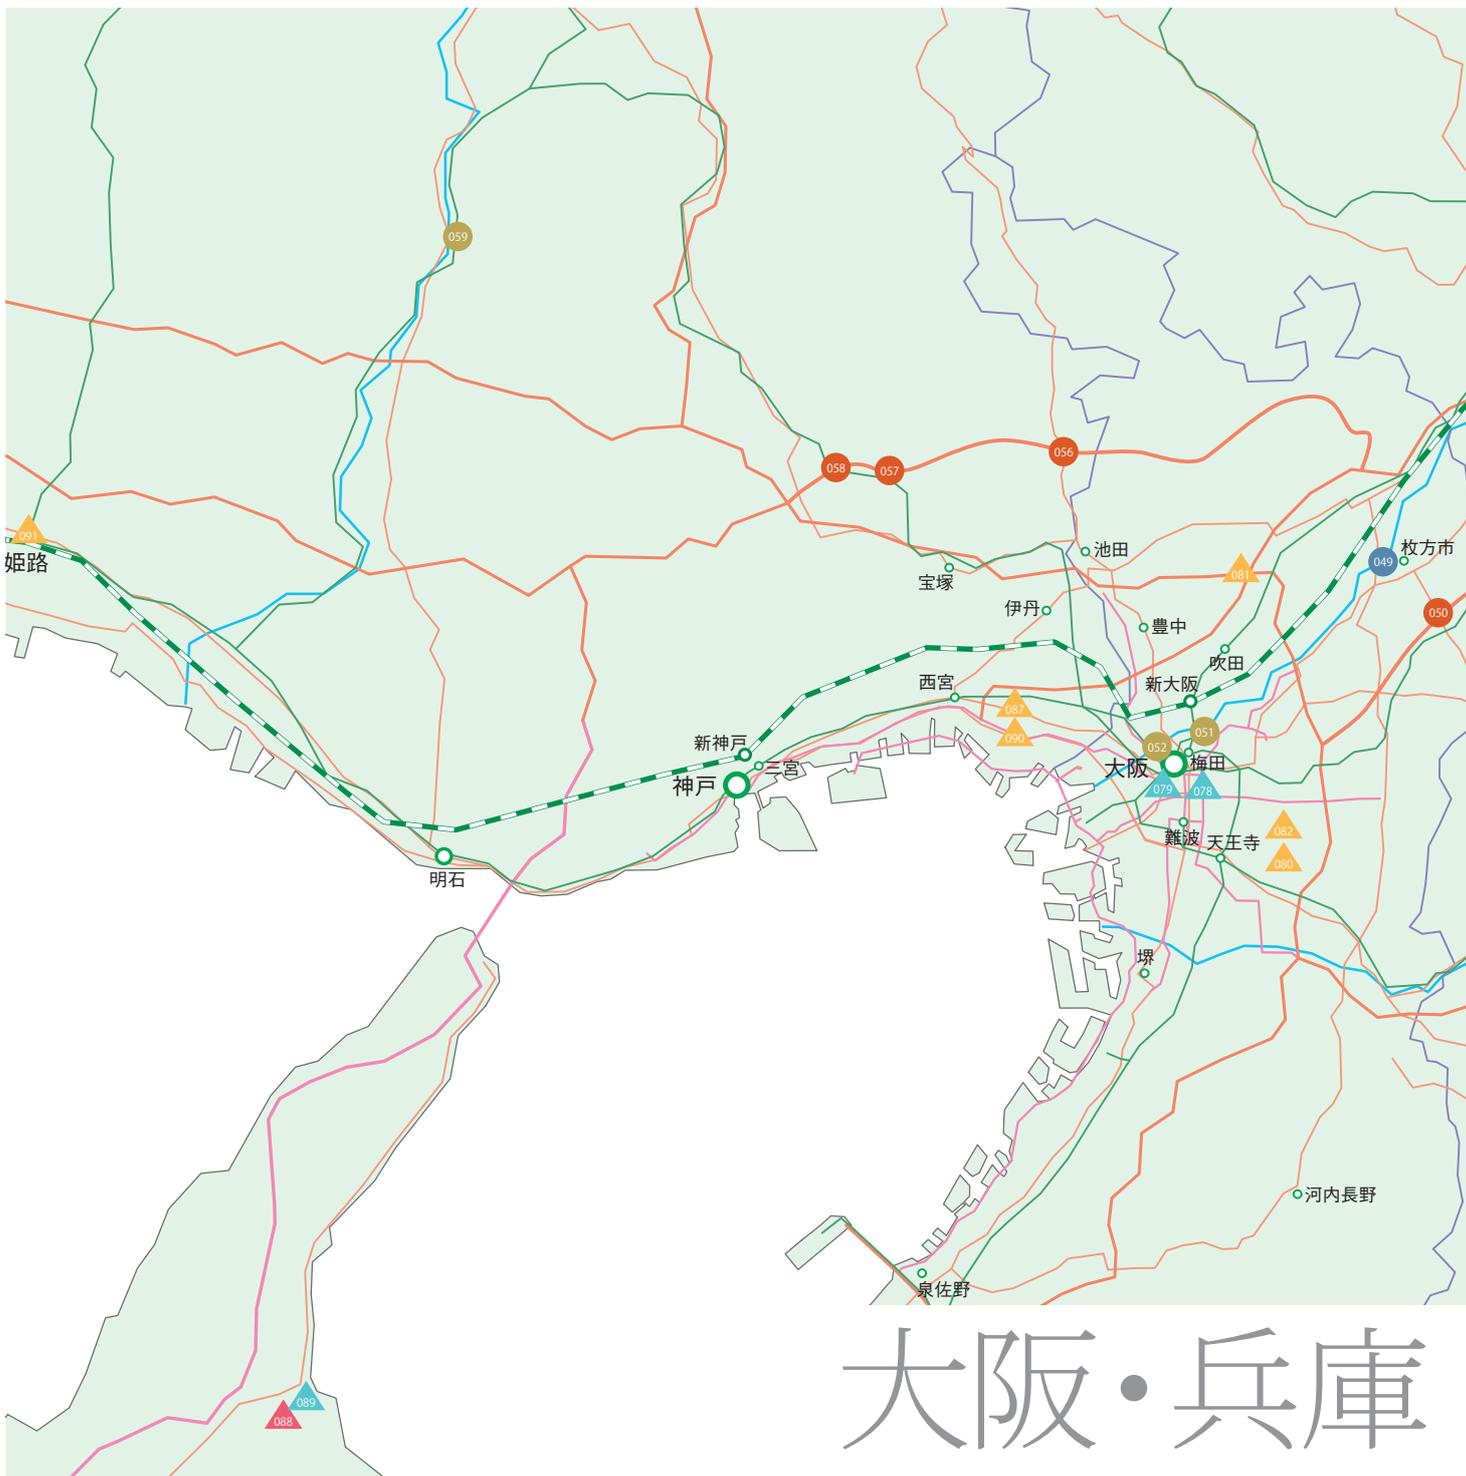 059
058
057
056
091
姫路
池田
宝塚
081
049
枚方市
伊丹
050
豊中
吹田
西宮
新大阪
087
090
051
052
新神戸
三宮
大阪
梅田
神戸
079
078
082
難波
天王寺
080
明石
堺
河内長野
泉佐野
089
088
大阪・兵庫